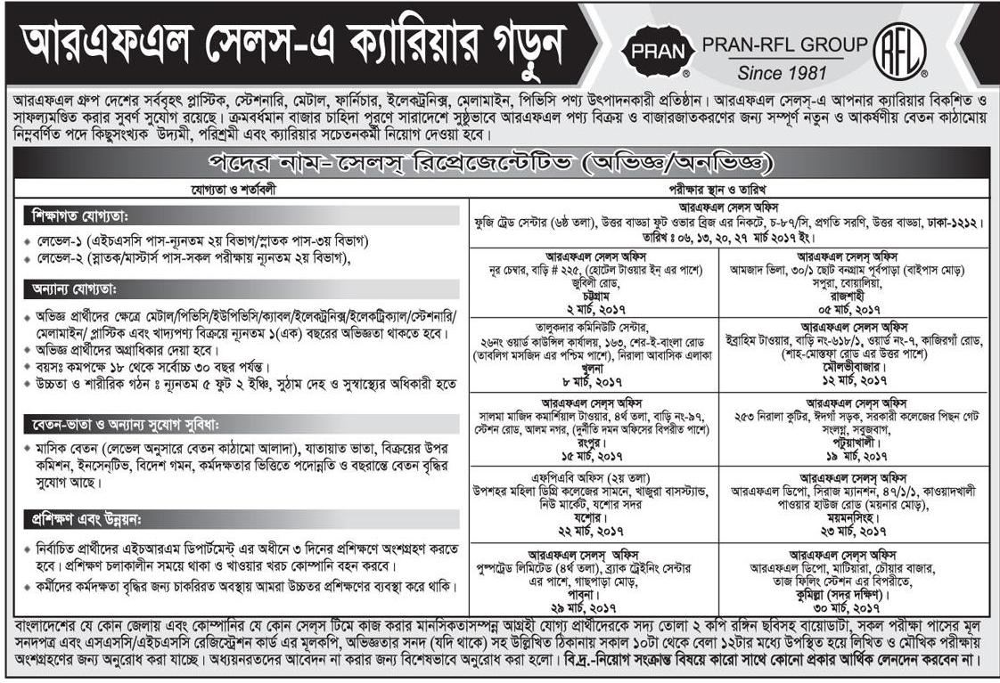 আরএফএল সেলস-এ ক্যারিয়ার গড়ুন
PRAN
PRAN-RFL GROUP
Since 1981
RFL
আরএফএল গ্রুপ দেশের সর্ববৃহৎ প্লাস্টিক, স্টেশনারি, মেটাল, ফার্নিচার, ইলেকট্রনিক্স, মেলামাইন, পিভিসি পণ্য উৎপাদনকারী প্রতিষ্ঠান। আরএফএল সেলস্-এ আপনার ক্যারিয়ার বিকশিত ও
সাফল্যমণ্ডিত করার সুবর্ণ সুযোগ রয়েছে। ক্রমবর্ধমান বাজার চাহিদা পূরণে সারাদেশে সুষ্ঠুভাবে আরএফএল পণ্য বিক্রয় ও বাজারজাতকরণের জন্য সম্পূর্ণ নতুন ও আকর্ষণীয় বেতন কাঠামোয়
নিম্নবর্ণিত পদে কিছুসংখ্যক উদ্যমী, পরিশ্রমী এবং ক্যারিয়ার সচেতনকর্মী নিয়োগ দেওয়া হবে।
পদের নাম- সেলস্ রিপ্রেজেন্টেটিভ (অভিজ্ঞ/অনভিজ্ঞ)
যোগ্যতা ও শর্তাবলী
শিক্ষাগত যোগ্যতা:
লেভেল-১ (এইচএসসি পাস-ন্যূনতম ২য় বিভাগ/স্নাতক পাস-৩য় বিভাগ)
লেভেল-২ (স্নাতক/মাস্টার্স পাস-সকল পরীক্ষায় ন্যূনতম ২য় বিভাগ),
অন্যান্য যোগ্যতা:
অভিজ্ঞ প্রার্থীদের ক্ষেত্রে মেটাল/পিভিসি/ইউপিভিসি/ক্যাবল/ইলেকট্রনিক্স/ইলেকট্রিক্যাল/স্টেশনারি/
মেলামাইন/ প্লাস্টিক এবং খাদ্যপণ্য বিক্রয়ে ন্যূনতম ১(এক) বছরের অভিজ্ঞতা থাকতে হবে।
অভিজ্ঞ প্রার্থীদের অগ্রাধিকার দেয়া হবে।
বয়সঃ কমপক্ষে ১৮ থেকে সর্বোচ্চ ৩০ বছর পর্যন্ত।
উচ্চতা ও শারীরিক গঠন ঃ ন্যূনতম ৫ ফুট ২ ইঞ্চি, সুঠাম দেহ ও সুস্বাস্থ্যের অধিকারী হতে
বেতন-ভাতা ও অন্যান্য সুযোগ সুবিধা:
মাসিক বেতন (লেভেল অনুসারে বেতন কাঠামো আলাদা), যাতায়াত ভাতা, বিক্রয়ের উপর
কমিশন, ইনসেন্‌টিভ, বিদেশ গমন, কর্মদক্ষতার ভিত্তিতে পদোন্নতি ও বছরান্তে বেতন বৃদ্ধির
সুযোগ আছে।
প্রশিক্ষণ এবং উন্নয়ন:
নির্বাচিত প্রার্থীদের এইচআরএম ডিপার্টমেন্ট্ এর অধীনে ৩ দিনের প্রশিক্ষণে অংশগ্রহণ করতে
হবে। প্রশিক্ষণ চলাকালীন সময়ে থাকা ও খাওয়ার খরচ কোম্পানি বহন করবে।
কর্মীদের কর্মদক্ষতা বৃদ্ধির জন্য চাকরিরত অবস্থায় আমরা উচ্চতর প্রশিক্ষণের ব্যবস্থা করে থাকি।
পরীক্ষার স্থান ও তারিখ
আরএফএল সেলস অফিস
ফুজি ট্রেড সেন্টার (৬ষ্ঠ তলা), উত্তর বাড্ডা ফুট ওভার ব্রিজ এর নিকটে, চ-৮৭/সি, প্রগতি সরণি, উত্তর বাড্ডা, ঢাকা-১২১২।
তারিখ ঃ ০৬, ১৩, ২০, ২৭ মার্চ ২০১৭ ইং।
আরএফএল সেলস অফিস
নূর চেম্বার, বাড়ি # ২২৫, (হোটেল টাওয়ার ইন্ এর পাশে)
জুবিলী রোড,
চট্টগ্রাম
২ মার্চ, ২০১৭
আরএফএল সেলস্ অফিস
আমজাদ ভিলা, ৩০/১ ছোট বনগ্রাম পূর্বপাড়া (বাইপাস মোড়)
সপুরা, বোয়ালিয়া,
রাজশাহী
০৫ মার্চ, ২০১৭
তালুকদার কমিউনিটি সেন্টার,
২৬নং ওয়ার্ড কাউন্সিল কার্যালয়, ১৬৩, শের-ই-বাংলা রোড
(তাবলিগ মসজিদ এর পশ্চিম পাশে), নিরালা আবাসিক এলাকা
খুলনা
৮ মার্চ, ২০১৭
আরএফএল সেলস অফিস
ইব্রাহিম টাওয়ার, বাড়ি নং-৬১৮/১, ওয়ার্ড নং-৭, কাজিরগাঁ রোড,
(শাহ-মোস্তফা রোড এর উত্তর পাশে)
মৌলভীবাজার।
১২ মার্চ, ২০১৭
আরএফএল সেল্‌স অফিস
সালমা মাজিদ কমার্শিয়াল টাওয়ার, ৪র্থ তলা, বাড়ি নং-৯৭,
স্টেশন রোড, আলম নগর, (দুর্নীতি দমন অফিসের বিপরীত পাশে)
রংপুর।
১৫ মার্চ, ২০১৭
আরএফএল সেল্‌স অফিস
২৫৩ নিরালা কুটির, ঈদগাঁ সড়ক, সরকারী কলেজের পিছন গেট
সংলগ্ন, সবুজবাগ,
পটুয়াখালী।
১৯ মার্চ, ২০১৭
এফপিএবি অফিস (২য় তলা)
উপশহর মহিলা ডিগ্রি কলেজের সামনে, খাজুরা বাসস্ট্যান্ড,
নিউ মার্কেট, যশোর সদর
যশোর।
২২ মার্চ, ২০১৭
আরএফএল সেলস্ অফিস
আরএফএল ডিপো, সিরাজ ম্যানশন, ৪৭/১/১, কাওয়াদখালী
পাওয়ার হাউজ রোড (ময়নার মোড়),
ময়মনসিংহ।
২৩ মার্চ, ২০১৭
আরএফএল সেল্‌স অফিস
পুষ্পট্রেড লিমিটেড (৪র্থ তলা), ব্র্যাক ট্রেইনিং সেন্টার
এর পাশে, গাছপাড়া মোড়,
পাবনা।
২৯ মার্চ, ২০১৭
আরএফএল সেল্‌স অফিস
আরএফএল ডিপো, মাটিয়ারা, চৌয়ার বাজার,
তাজ ফিলিং স্টেশন এর বিপরীতে,
কুমিল্লা (সদর দক্ষিণ)।
৩০ মার্চ, ২০১৭
বাংলাদেশের যে কোন জেলায় এবং কোম্পানির যে কোন সেল্‌স টিমে কাজ করার মানসিকতাসম্পন্ন আগ্রহী যোগ্য প্রার্থীদেরকে সদ্য তোলা ২ কপি রঙ্গিন ছবিসহ বায়োডাটা, সকল পরীক্ষা পাসের মূল
সনদপত্র এবং এসএসসি/এইচএসসি রেজিস্ট্রেশন কার্ড এর মূলকপি, অভিজ্ঞতার সনদ (যদি থাকে) সহ উল্লিখিত ঠিকানায় সকাল ১০টা থেকে বেলা ১২টার মধ্যে উপস্থিত হয়ে লিখিত ও মৌখিক পরীক্ষায়
অংশগ্রহণের জন্য অনুরোধ করা যাচ্ছে। অধ্যয়নরতদের আবেদন না করার জন্য বিশেষভাবে অনুরোধ করা হলো। বি.দ্র.-নিয়োগ সংক্রান্ত বিষয়ে কারো সাথে কোনো প্রকার আর্থিক লেনদেন করবেন না।